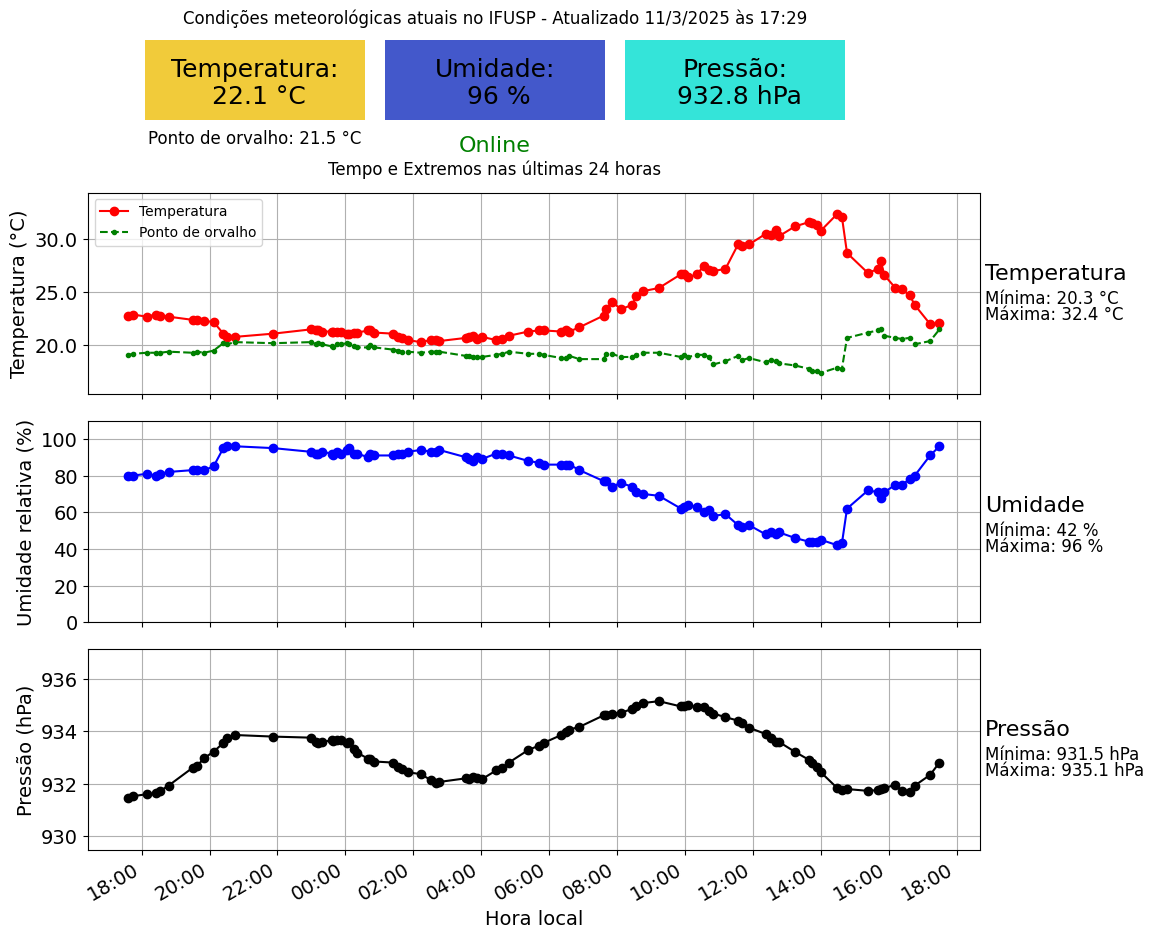 Condições meteorológicas atuais no IFUSP - Atualizado 11/3/2025 às 17:29
Temperatura:
22.1 °C
Umidade:
96 %
Pressão:
932.8 hPa
Ponto de orvalho: 21.5 °C
Online
Tempo e Extremos nas últimas 24 horas
Temperatura (°C)
30.0
25.0
20.0
Temperatura
Ponto de orvalho
Temperatura
Mínima: 20.3 °C
Máxima: 32.4 °C
Umidade relativa (%)
100
80
60
40
20
0
Umidade
Mínima: 42 %
Máxima: 96 %
Pressão (hPa)
936
934
932
930
Pressão
Mínima: 931.5 hPa
Máxima: 935.1 hPa
18:00 20:00 22:00 00:00 02:00 04:00 06:00 08:00 10:00 12:00 14:00 16:00 18:00
Hora local